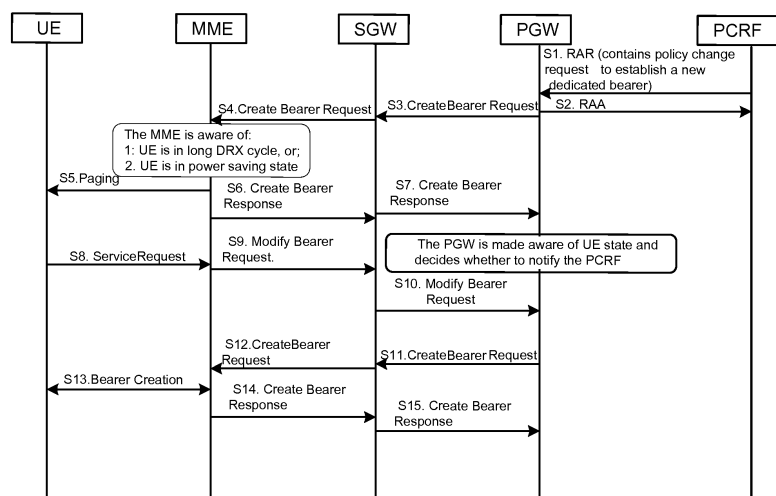 UE
MME
SGW
PGW
PCRF
S1. RAR (contains policy change
request to establish a new
dedicated bearer)
S2. RAA
S3.CreateBearer Request
S4.Create Bearer Request
The MME is aware of:
1: UE is in long DRX cycle, or;
2. UE is in power saving state
S5.Paging
S6. Create Bearer
Response
S7. Create Bearer
Response
S8. ServiceRequest
S9. Modify Bearer
Request.
The PGW is made aware of UE state and
decides whether to notify the PCRF
S10. Modify Bearer
Request
S11.CreateBearer Request
S12.CreateBearer
Request
S13.Bearer Creation
S14. Create Bearer
Response
S15. Create Bearer
Response